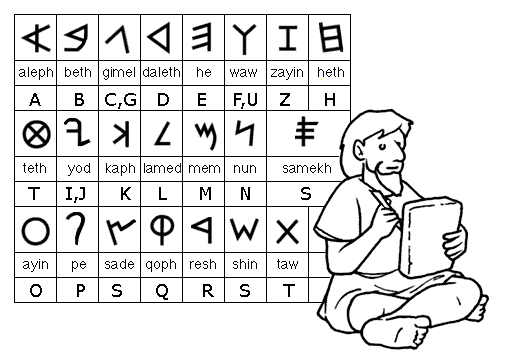 𐤀 𐤁 𐤂 𐤃 𐤄 𐤅 𐤆 𐤇
aleph beth gimel daleth he waw zayin heth
A B C,G D E F,U Z H
𐤈 𐤉 𐤊 𐤋 𐤌 𐤍 𐤎
teth yod kaph lamed mem nun samekh
T I,J K L M N S
𐤏 𐤐 𐤑 𐤒 𐤓 𐤔 𐤕
ayin pe sade qoph resh shin taw
O P S Q R S T